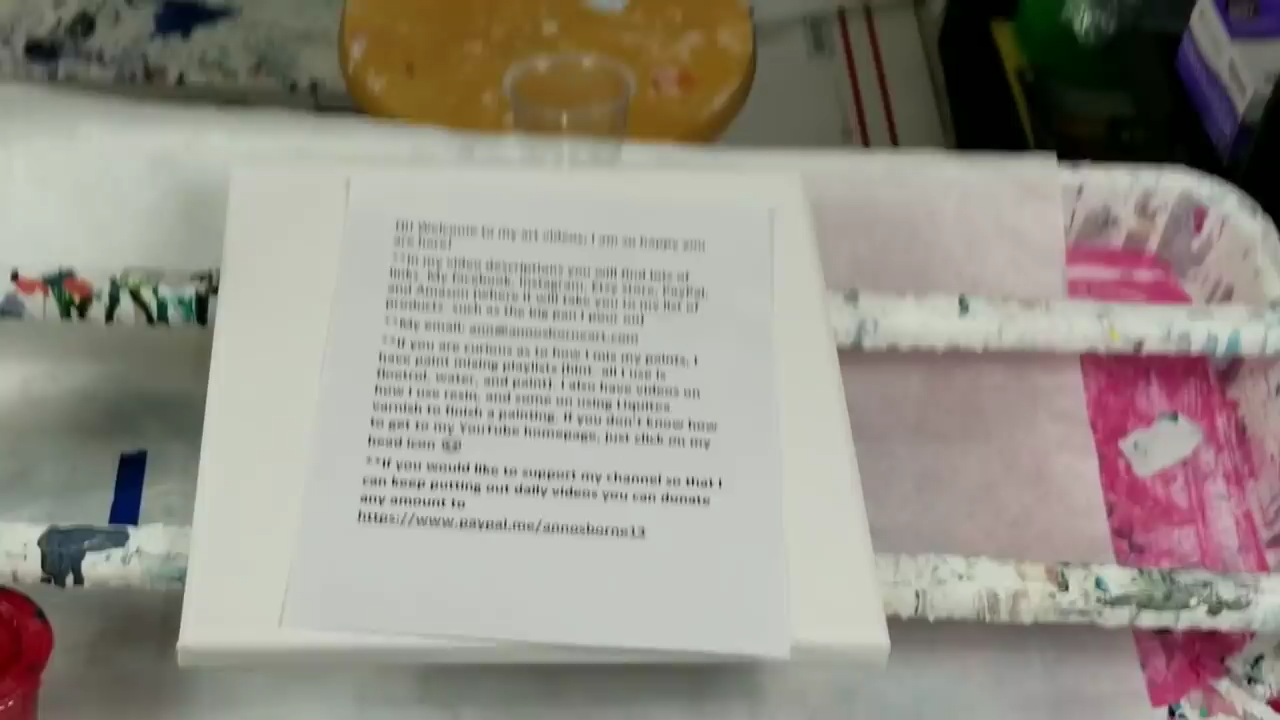 Hi! Welcome to my art videos; I am so happy you
are here!
**In my video descriptions you will find lots of
links. My Facebook, Instagram, Etsy store, PayPal,
and Amazon (where it will take you to my list of
products such as the big pan I pour on)
**My email: ann@annosborneart.com
**If you are curious as to how I mix my paints, I
have paint mixing playlists (hint, all I use is
floetrol, water, and paint). I also have videos on
how I use resin, and some on using Liquitex
Varnish to finish a painting. If you don't know how
to get to my YouTube homepage, just click on my
head icon
**If you would like to support my channel so that I
can keep putting out daily videos you can donate
any amount to
https://www.paypal.me/annosborne13